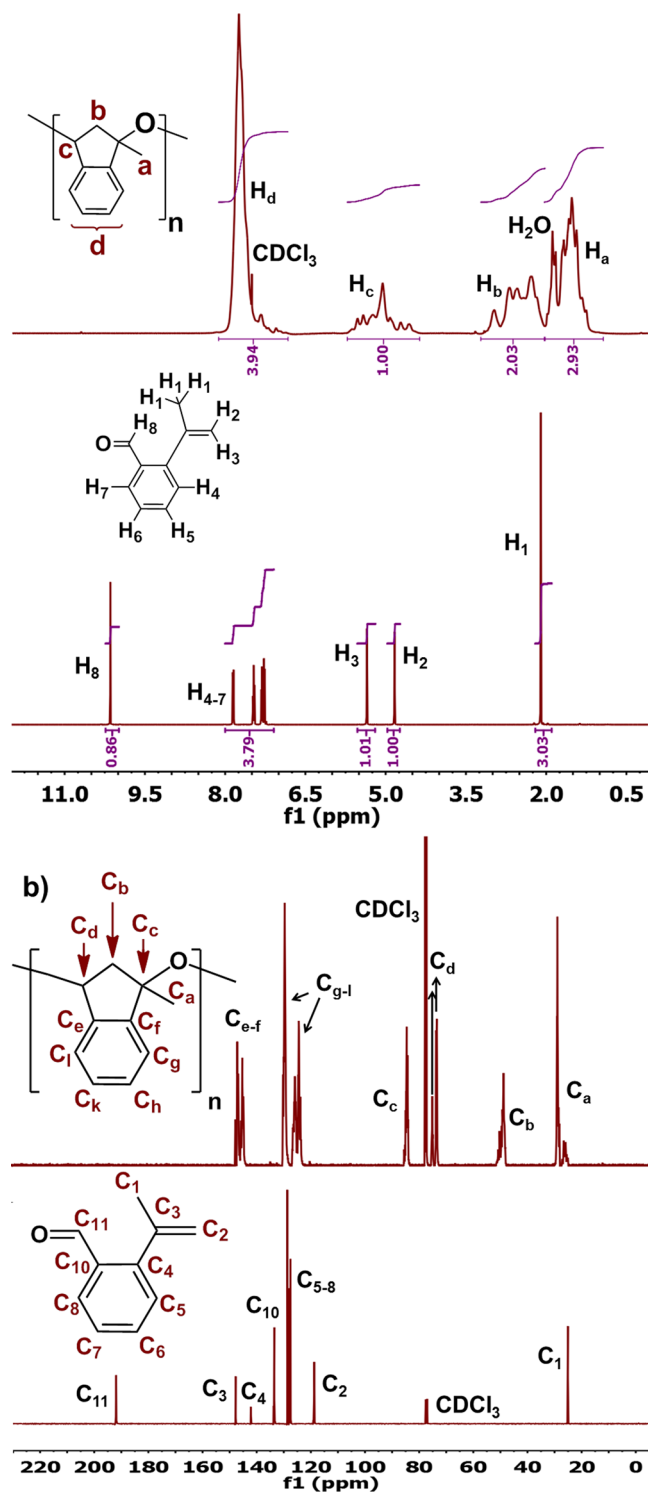 b
O
c
a
n
d
H_d
CDCl_3
H_c
H_b
H_2O
H_a
3.94
1.00
2.03
2.93
H_1 H_1
H_1
H_8
H_2
O
H_3
H_7
H_4
H_6
H_5
H_1
H_8
H_4-7
H_3
H_2
0.86
3.79
1.01
1.00
3.03
11.0 9.5 8.0 6.5 5.0 3.5 2.0 0.5
f1 (ppm)
b)
C_b
C_d
C_c
O
C_a
C_e
C_f
C_l
C_g
C_k
C_h
n
C_e-f
C_g-l
CDCl_3
C_d
C_c
C_b
C_a
C_1
C_11
C_3
O
C_2
C_10
C_4
C_8
C_5
C_7
C_6
C_11
C_3
C_4
C_10
C_5-8
C_2
CDCl_3
C_1
220 200 180 160 140 120 100 80 60 40 20 0
f1 (ppm)